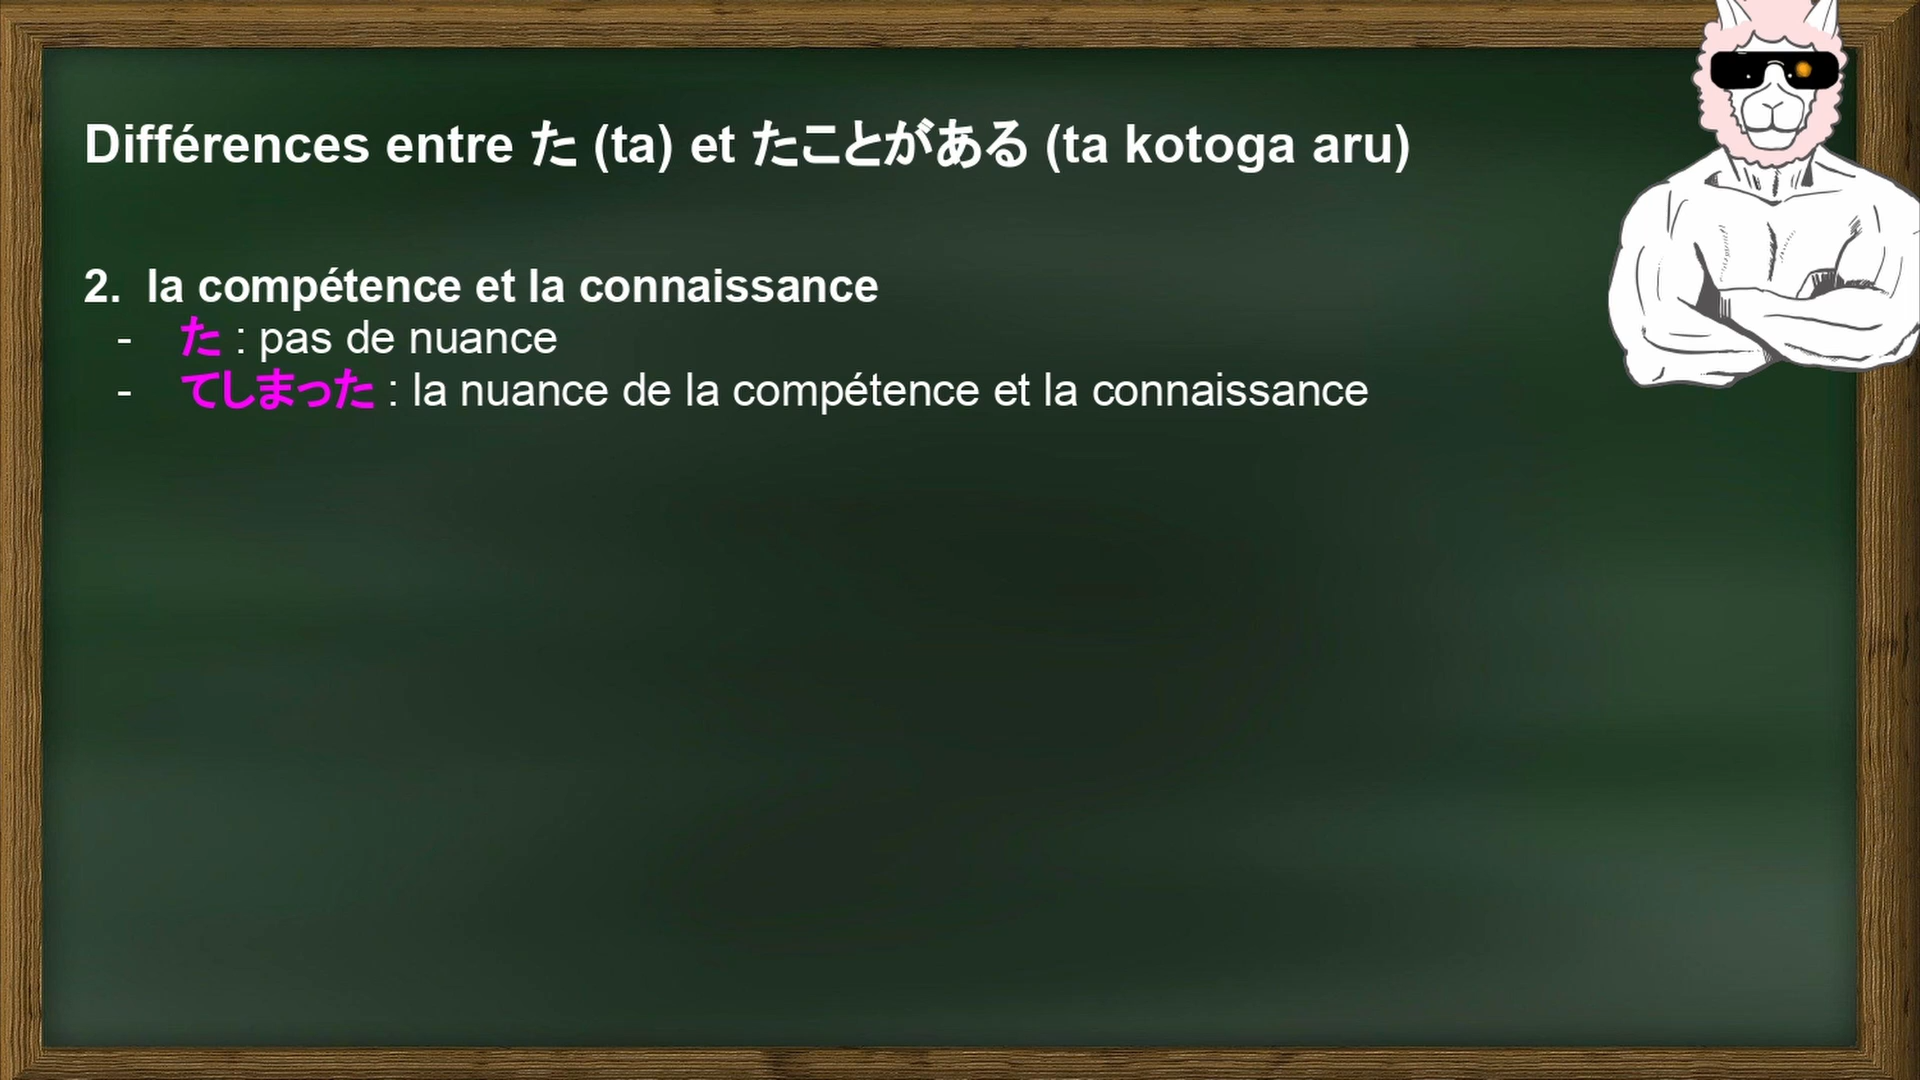 Différences entre た (ta) et たことがある (ta kotoga aru)
2. la compétence et la connaissance
- た : pas de nuance
- てしまった : la nuance de la compétence et la connaissance